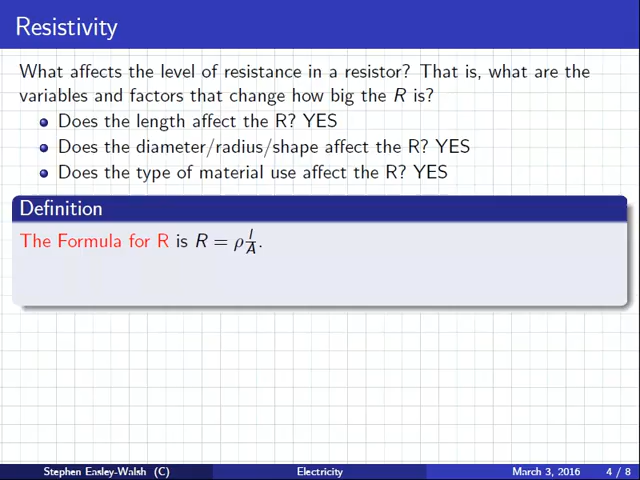 Resistivity
What affects the level of resistance in a resistor? That is, what are the
variables and factors that change how big the R is?
Does the length affect the R? YES
Does the diameter/radius/shape affect the R? YES
Does the type of material use affect the R? YES
Definition
The Formula for R is R = ρ l/A.
Stephen Easley-Walsh (C) Electricity March 3, 2016 4 / 8